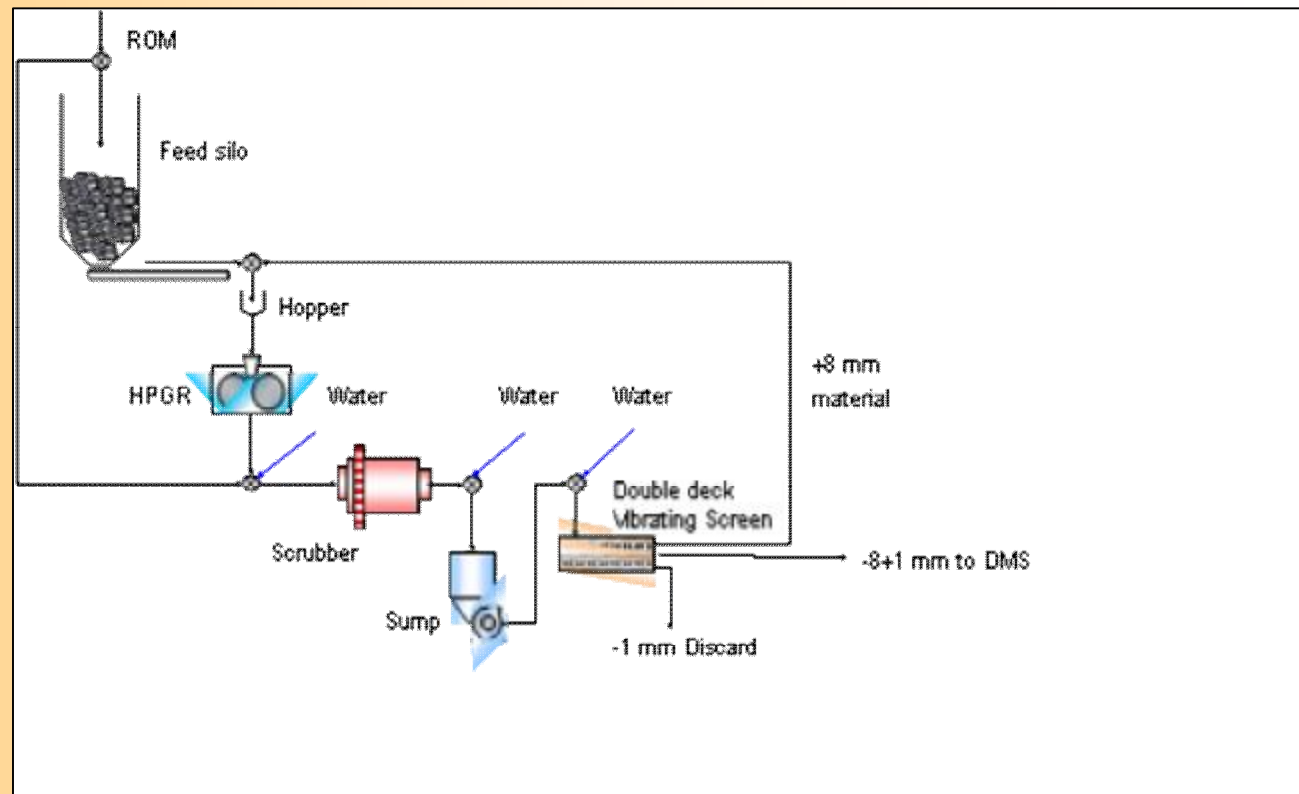 ROM
Feed silo
Hopper
+8 mm
material
HPGR
Water
Water
Water
Double deck
Vibrating Screen
Scrubber
-8+1 mm to DMS
Sump
-1 mm Discard